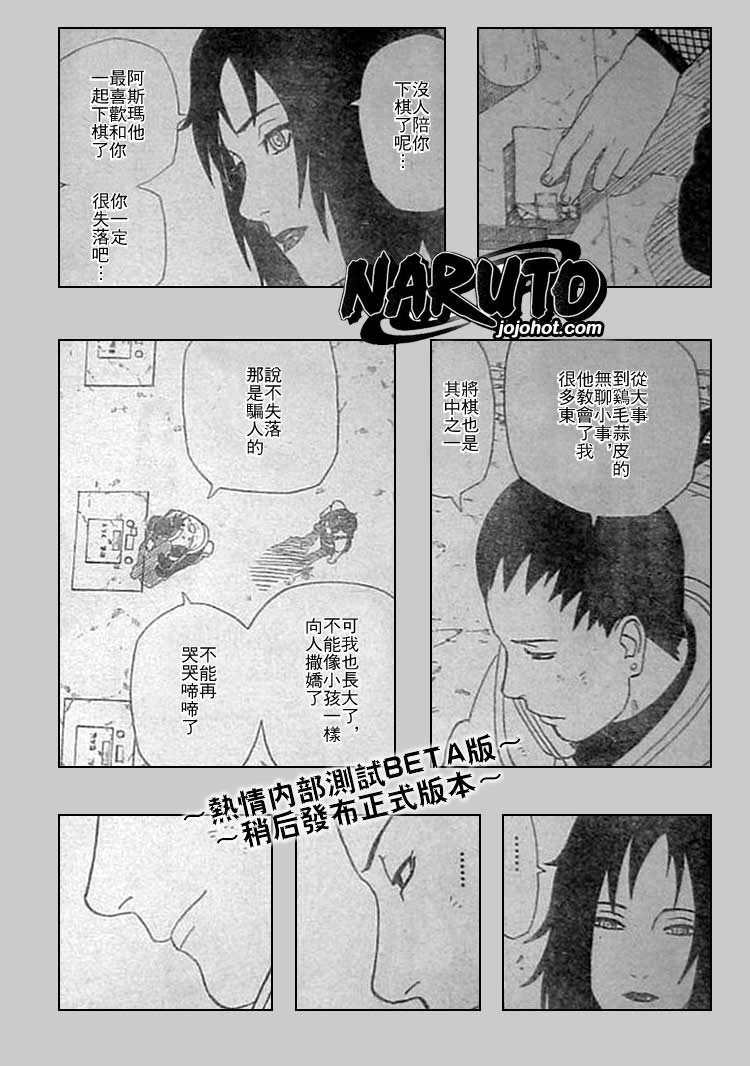 沒人陪你
下棋了呢…
阿斯瑪他
最喜歡和你
一起下棋了
你一定
很失落吧…
NARUTO
jojohot.com
從大事
到鷄毛蒜皮的
無聊小事，
他教會了我
很多東
將棋也是
其中之一
說不失落
那是騙人的
可我也長大了，
不能像小孩一樣
向人撒嬌了
不能再
哭哭啼啼了
～熱情内部測試BETA版～
～稍后發布正式版本～
……
……